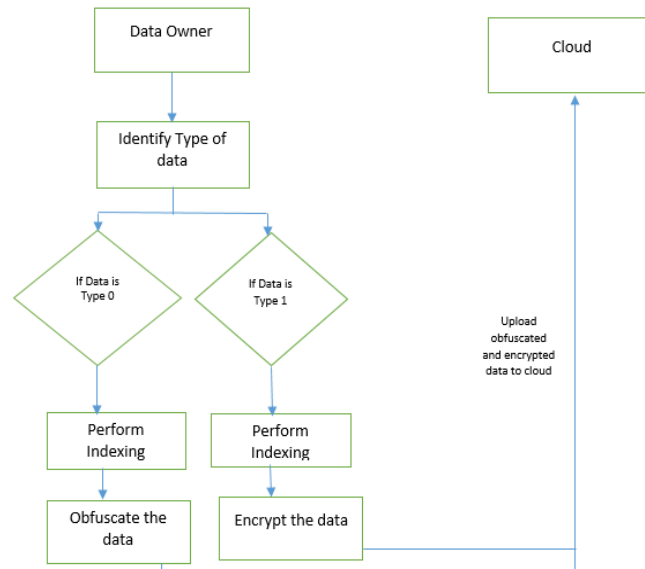 Data Owner
Cloud
Identify Type of
data
If Data is
Type 0
If Data is
Type 1
Upload
obfuscated
and encrypted
data to cloud
Perform
Indexing
Perform
Indexing
Obfuscate the
data
Encrypt the data